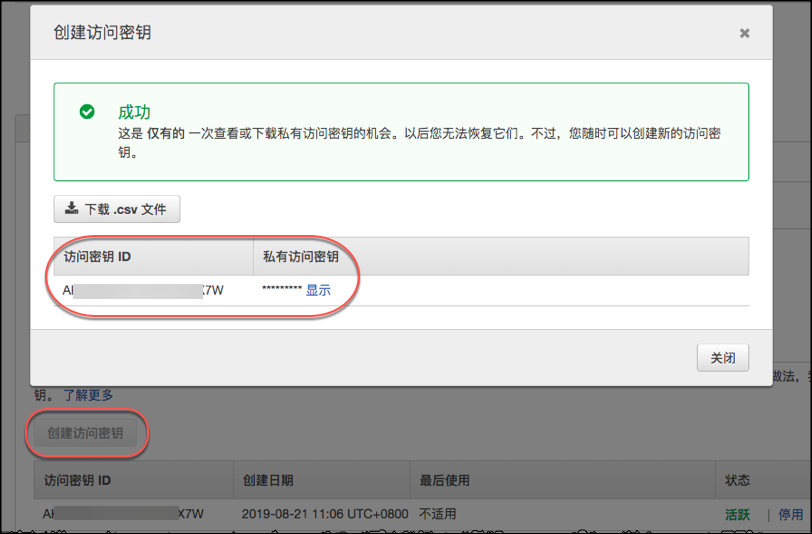 创建访问密钥
成功
这是 仅有的 一次查看或下载私有访问密钥的机会。以后您无法恢复它们。不过，您随时可以创建新的访问密
钥。
下载 .csv 文件
访问密钥 ID 私有访问密钥
X7W ********* 显示
关闭
做法，
钥。 了解更多
创建访问密钥
访问密钥 ID 创建日期 最后使用 状态
X7W 2019-08-21 11:06 UTC+0800 不适用 活跃 | 停用